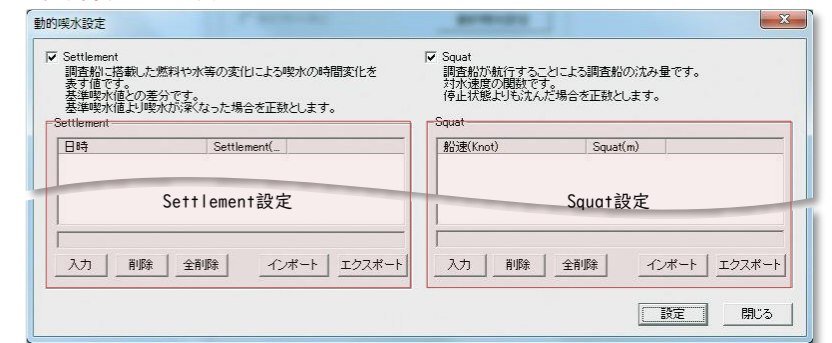 動的喫水設定
Settlement
調査船に搭載した燃料や水等の変化による喫水の時間変化を
表す値です。
基準喫水値との差分です。
基準喫水値より喫水が深くなった場合を正数とします。
Squat
調査船が航行することによる調査船の沈み量です。
対水速度の関数です。
停止状態よりも沈んだ場合を正数とします。
Settlement
日時 Settlement(...
Settlement設定
入力 削除 全削除 インポート エクスポート
Squat
船速(Knot) Squat(m)
Squat設定
入力 削除 全削除 インポート エクスポート
設定 閉じる